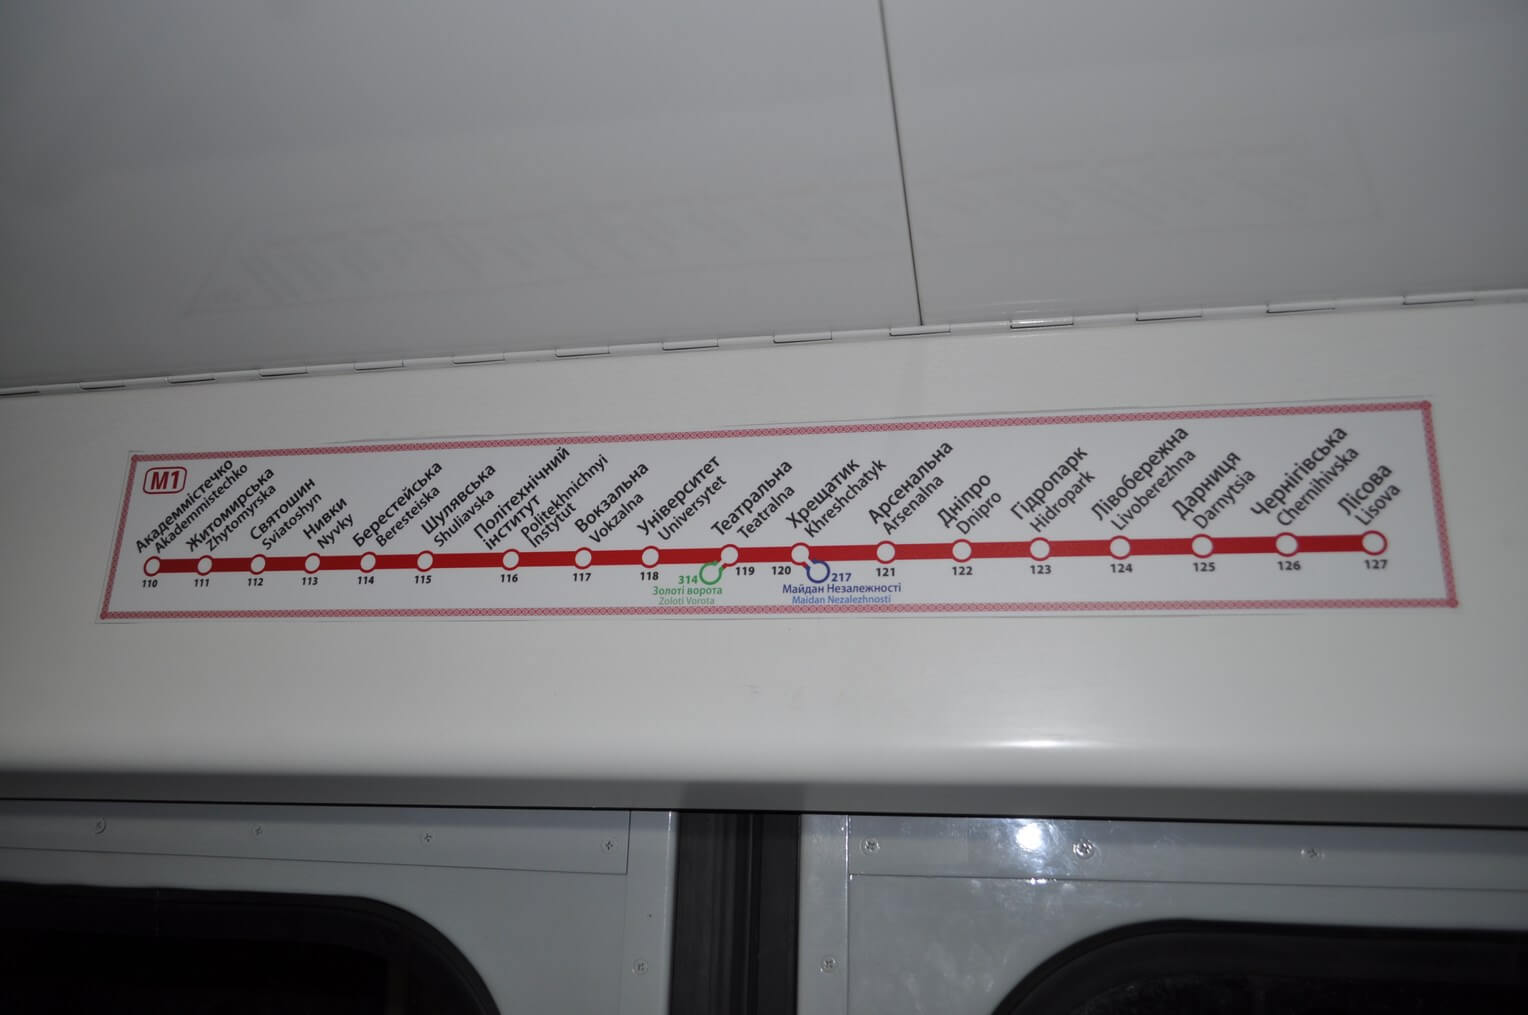 М1
Академмістечко
Akademmistechko
110
Житомирська
Zhytomyrska
111
Святошин
Sviatoshyn
112
Нивки
Nyvky
113
Берестейська
Beresteiska
114
Шулявська
Shuliavska
115
Політехнічний
інститут
Politekhnichnyi
Instytut
116
Вокзальна
Vokzalna
117
Університет
Universytet
118
Театральна
Teatralna
119
314
Золоті ворота
Zoloti Vorota
Хрещатик
Khreshchatyk
120
217
Майдан Незалежності
Maidan Nezalezhnosti
Арсенальна
Arsenalna
121
Дніпро
Dnipro
122
Гідропарк
Hidropark
123
Лівобережна
Livoberezhna
124
Дарниця
Darnytsia
125
Чернігівська
Chernihivska
126
Лісова
Lisova
127